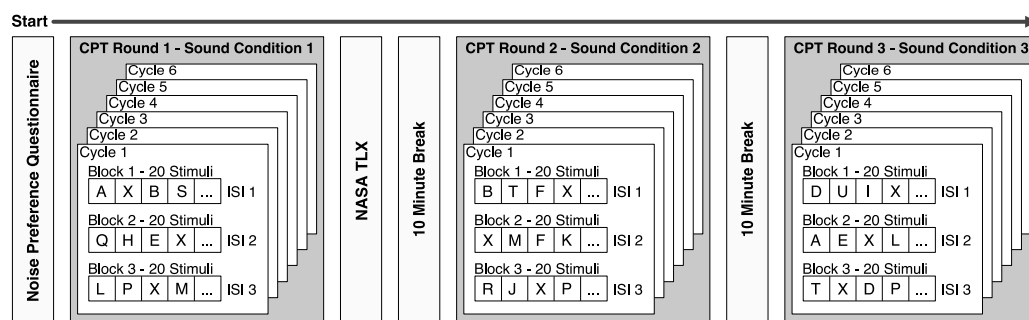 Start
Noise Preference Questionnaire
CPT Round 1 - Sound Condition 1
Cycle 6
Cycle 5
Cycle 4
Cycle 3
Cycle 2
Cycle 1
Block 1 - 20 Stimuli
A X B S ... ISI 1
Block 2 - 20 Stimuli
Q H E X ... ISI 2
Block 3 - 20 Stimuli
L P X M ... ISI 3
NASA TLX
10 Minute Break
CPT Round 2 - Sound Condition 2
Cycle 6
Cycle 5
Cycle 4
Cycle 3
Cycle 2
Cycle 1
Block 1 - 20 Stimuli
B T F X ... ISI 1
Block 2 - 20 Stimuli
X M F K ... ISI 2
Block 3 - 20 Stimuli
R J X P ... ISI 3
10 Minute Break
CPT Round 3 - Sound Condition 3
Cycle 6
Cycle 5
Cycle 4
Cycle 3
Cycle 2
Cycle 1
Block 1 - 20 Stimuli
D U I X ... ISI 1
Block 2 - 20 Stimuli
A E X L ... ISI 2
Block 3 - 20 Stimuli
T X D P ... ISI 3